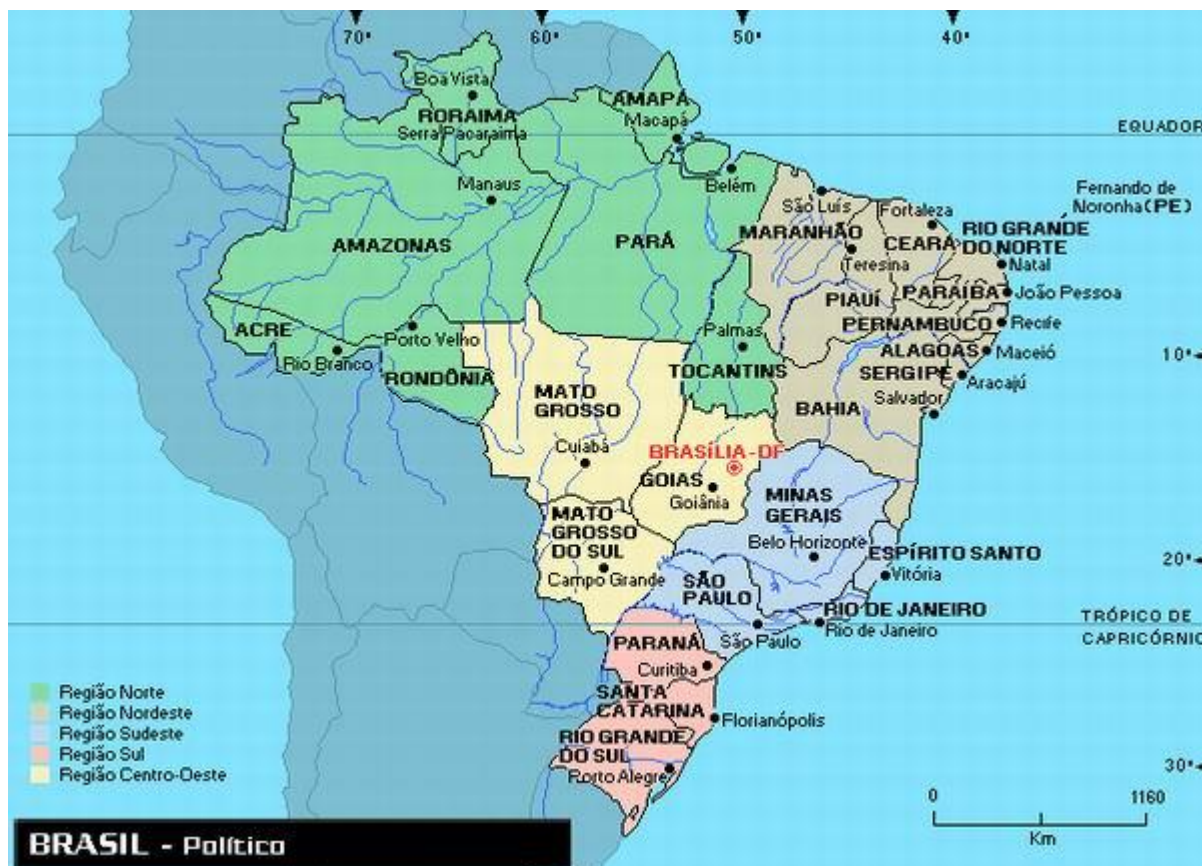 70°
60°
50°
40°
Boa Vista
RORAIMA
Serra Pacaraima
AMAPÁ
Macapá
EQUADOR
Manaus
Belém
São Luís
Fortaleza
Fernando de
Noronha(PE)
AMAZONAS
PARÁ
MARANHÃO
Teresina
CEARÁ
RIO GRANDE
DO NORTE
Natal
PIAUÍ
PARAÍBA
João Pessoa
ACRE
Rio Branco
Porto Velho
RONDÔNIA
Palmas
TOCANTINS
PERNAMBUCO
Recife
ALAGOAS
Maceió
10°
SERGIPE
Aracajú
Salvador
BAHIA
MATO
GROSSO
Cuiabá
BRASÍLIA-DF
GOIAS
Goiânia
MINAS
GERAIS
Belo Horizonte
MATO
GROSSO
DO SUL
Campo Grande
ESPÍRITO SANTO
Vitória
20°
SÃO
PAULO
São Paulo
RIO DE JANEIRO
Rio de Janeiro
TRÓPICO DE
CAPRICÓRNIO
PARANÁ
Curitiba
SANTA
CATARINA
Florianópolis
RIO GRANDE
DO SUL
Porto Alegre
30°
Região Norte
Região Nordeste
Região Sudeste
Região Sul
Região Centro-Oeste
0
1160
Km
BRASIL - Político